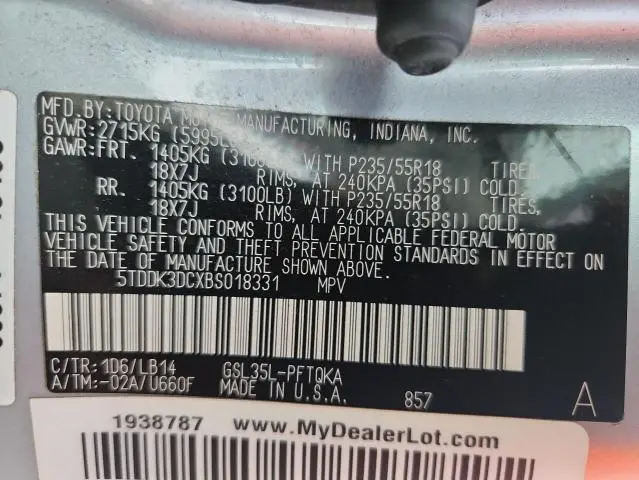 MFD. BY: TOYOTA MANUFACTURING, INDIANA, INC.
GVWR: 2715KG
GAWR: FRT. 1405KG WITH P235/55R18 TIRES,
18X7J RIMS, AT 240KPA (35PSI) COLD.
RR. 1405KG (3100LB) WITH P235/55R18 TIRES,
18X7J RIMS, AT 240KPA (35PSI) COLD.
THIS VEHICLE CONFORMS TO ALL APPLICABLE FEDERAL MOTOR
VEHICLE SAFETY AND THEFT PREVENTION STANDARDS IN EFFECT ON
THE DATE OF MANUFACTURE SHOWN ABOVE.
5TDDK3DCXBS018331 MPV
C/TR: 1D6/LB14 GSL35L-PFTQKA
A/TM: -02A/U660F MADE IN U.S.A. 857 A
1938787 www.MyDealerLot.com